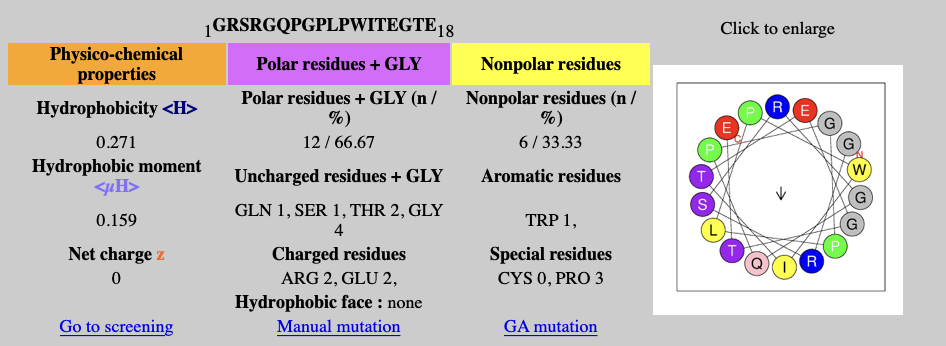 1GRSRGQPGPLPWITEGTE18
Click to enlarge
Physico-chemical
properties
Polar residues + GLY
Nonpolar residues
Hydrophobicity <H>
Polar residues + GLY (n /
%)
Nonpolar residues (n /
%)
0.271
12 / 66.67
6 / 33.33
Hydrophobic moment
<μH>
Uncharged residues + GLY
Aromatic residues
0.159
GLN 1, SER 1, THR 2, GLY
4
TRP 1,
Net charge z
Charged residues
Special residues
0
ARG 2, GLU 2,
CYS 0, PRO 3
Hydrophobic face : none
Go to screening
Manual mutation
GA mutation
R
E
G
G
N
W
G
G
P
R
I
Q
T
L
S
T
P
E
C
P